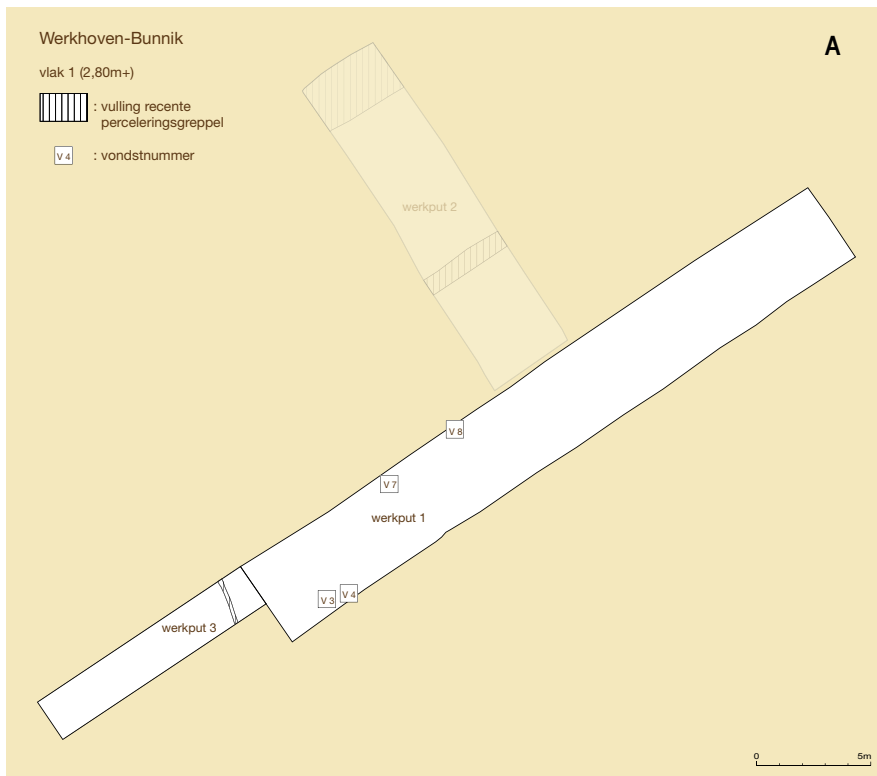 Werkhoven-Bunnik
A
vlak 1 (2,80m+)
: vulling recente
perceleringsgreppel
V 4 : vondstnummer
werkput 2
V 8
V 7
werkput 1
V 3 V 4
werkput 3
0 5m